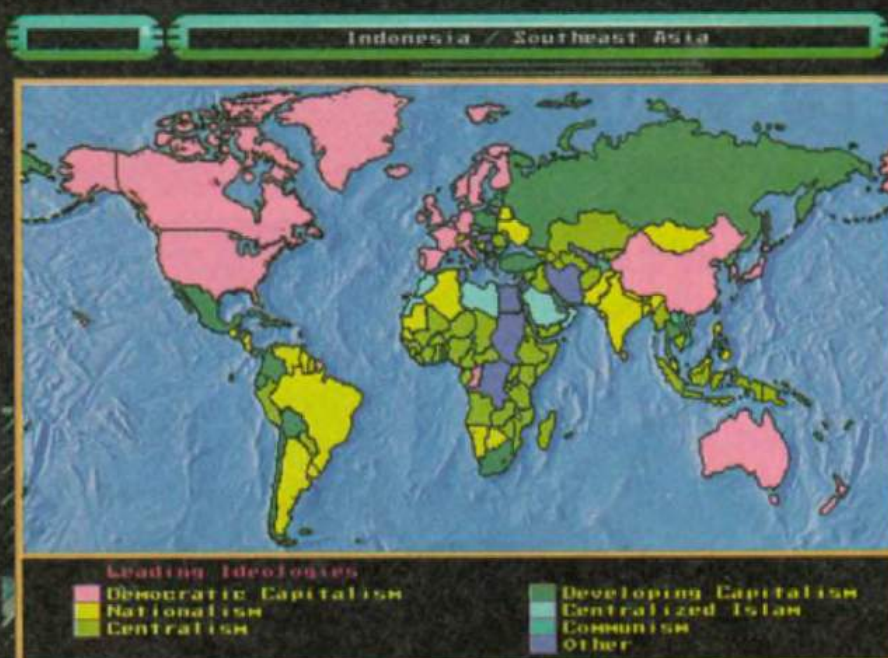 Indonesia / Southeast Asia
Leading Ideologies
Democratic Capitalism
Nationalism
Centralism
Developing Capitalism
Centralized Islam
Communism
Other